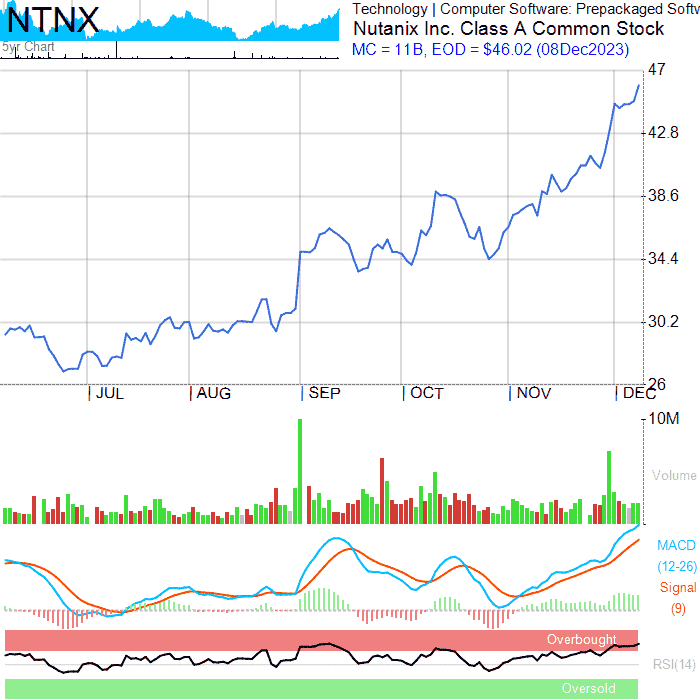 NTNX
5yr Chart
Technology | Computer Software: Prepackaged Softw
Nutanix Inc. Class A Common Stock
MC = 11B, EOD = $46.02 (08Dec2023)
47
42.8
38.6
34.4
30.2
26
JUL AUG SEP OCT NOV DEC
10M
Volume
MACD
(12-26)
Signal
(9)
Overbought
RSI(14)
Oversold